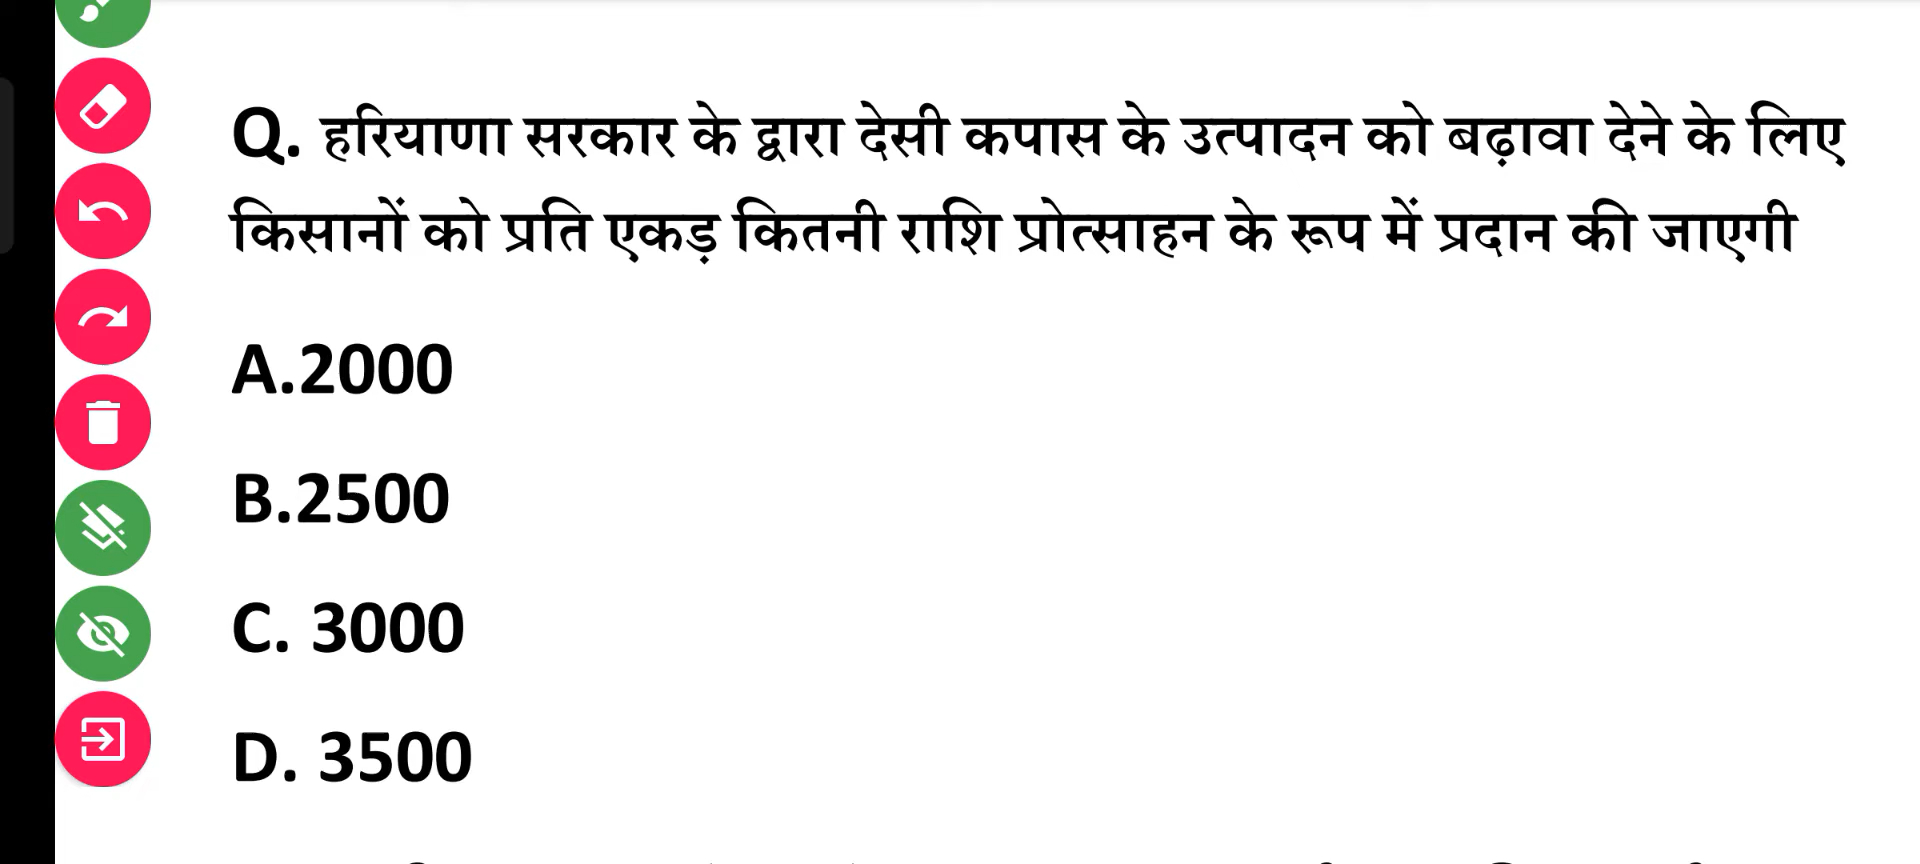 Q. हरियाणा सरकार के द्वारा देसी कपास के उत्पादन को बढ़ावा देने के लिए
किसानों को प्रति एकड़ कितनी राशि प्रोत्साहन के रूप में प्रदान की जाएगी
A.2000
B.2500
C. 3000
D. 3500